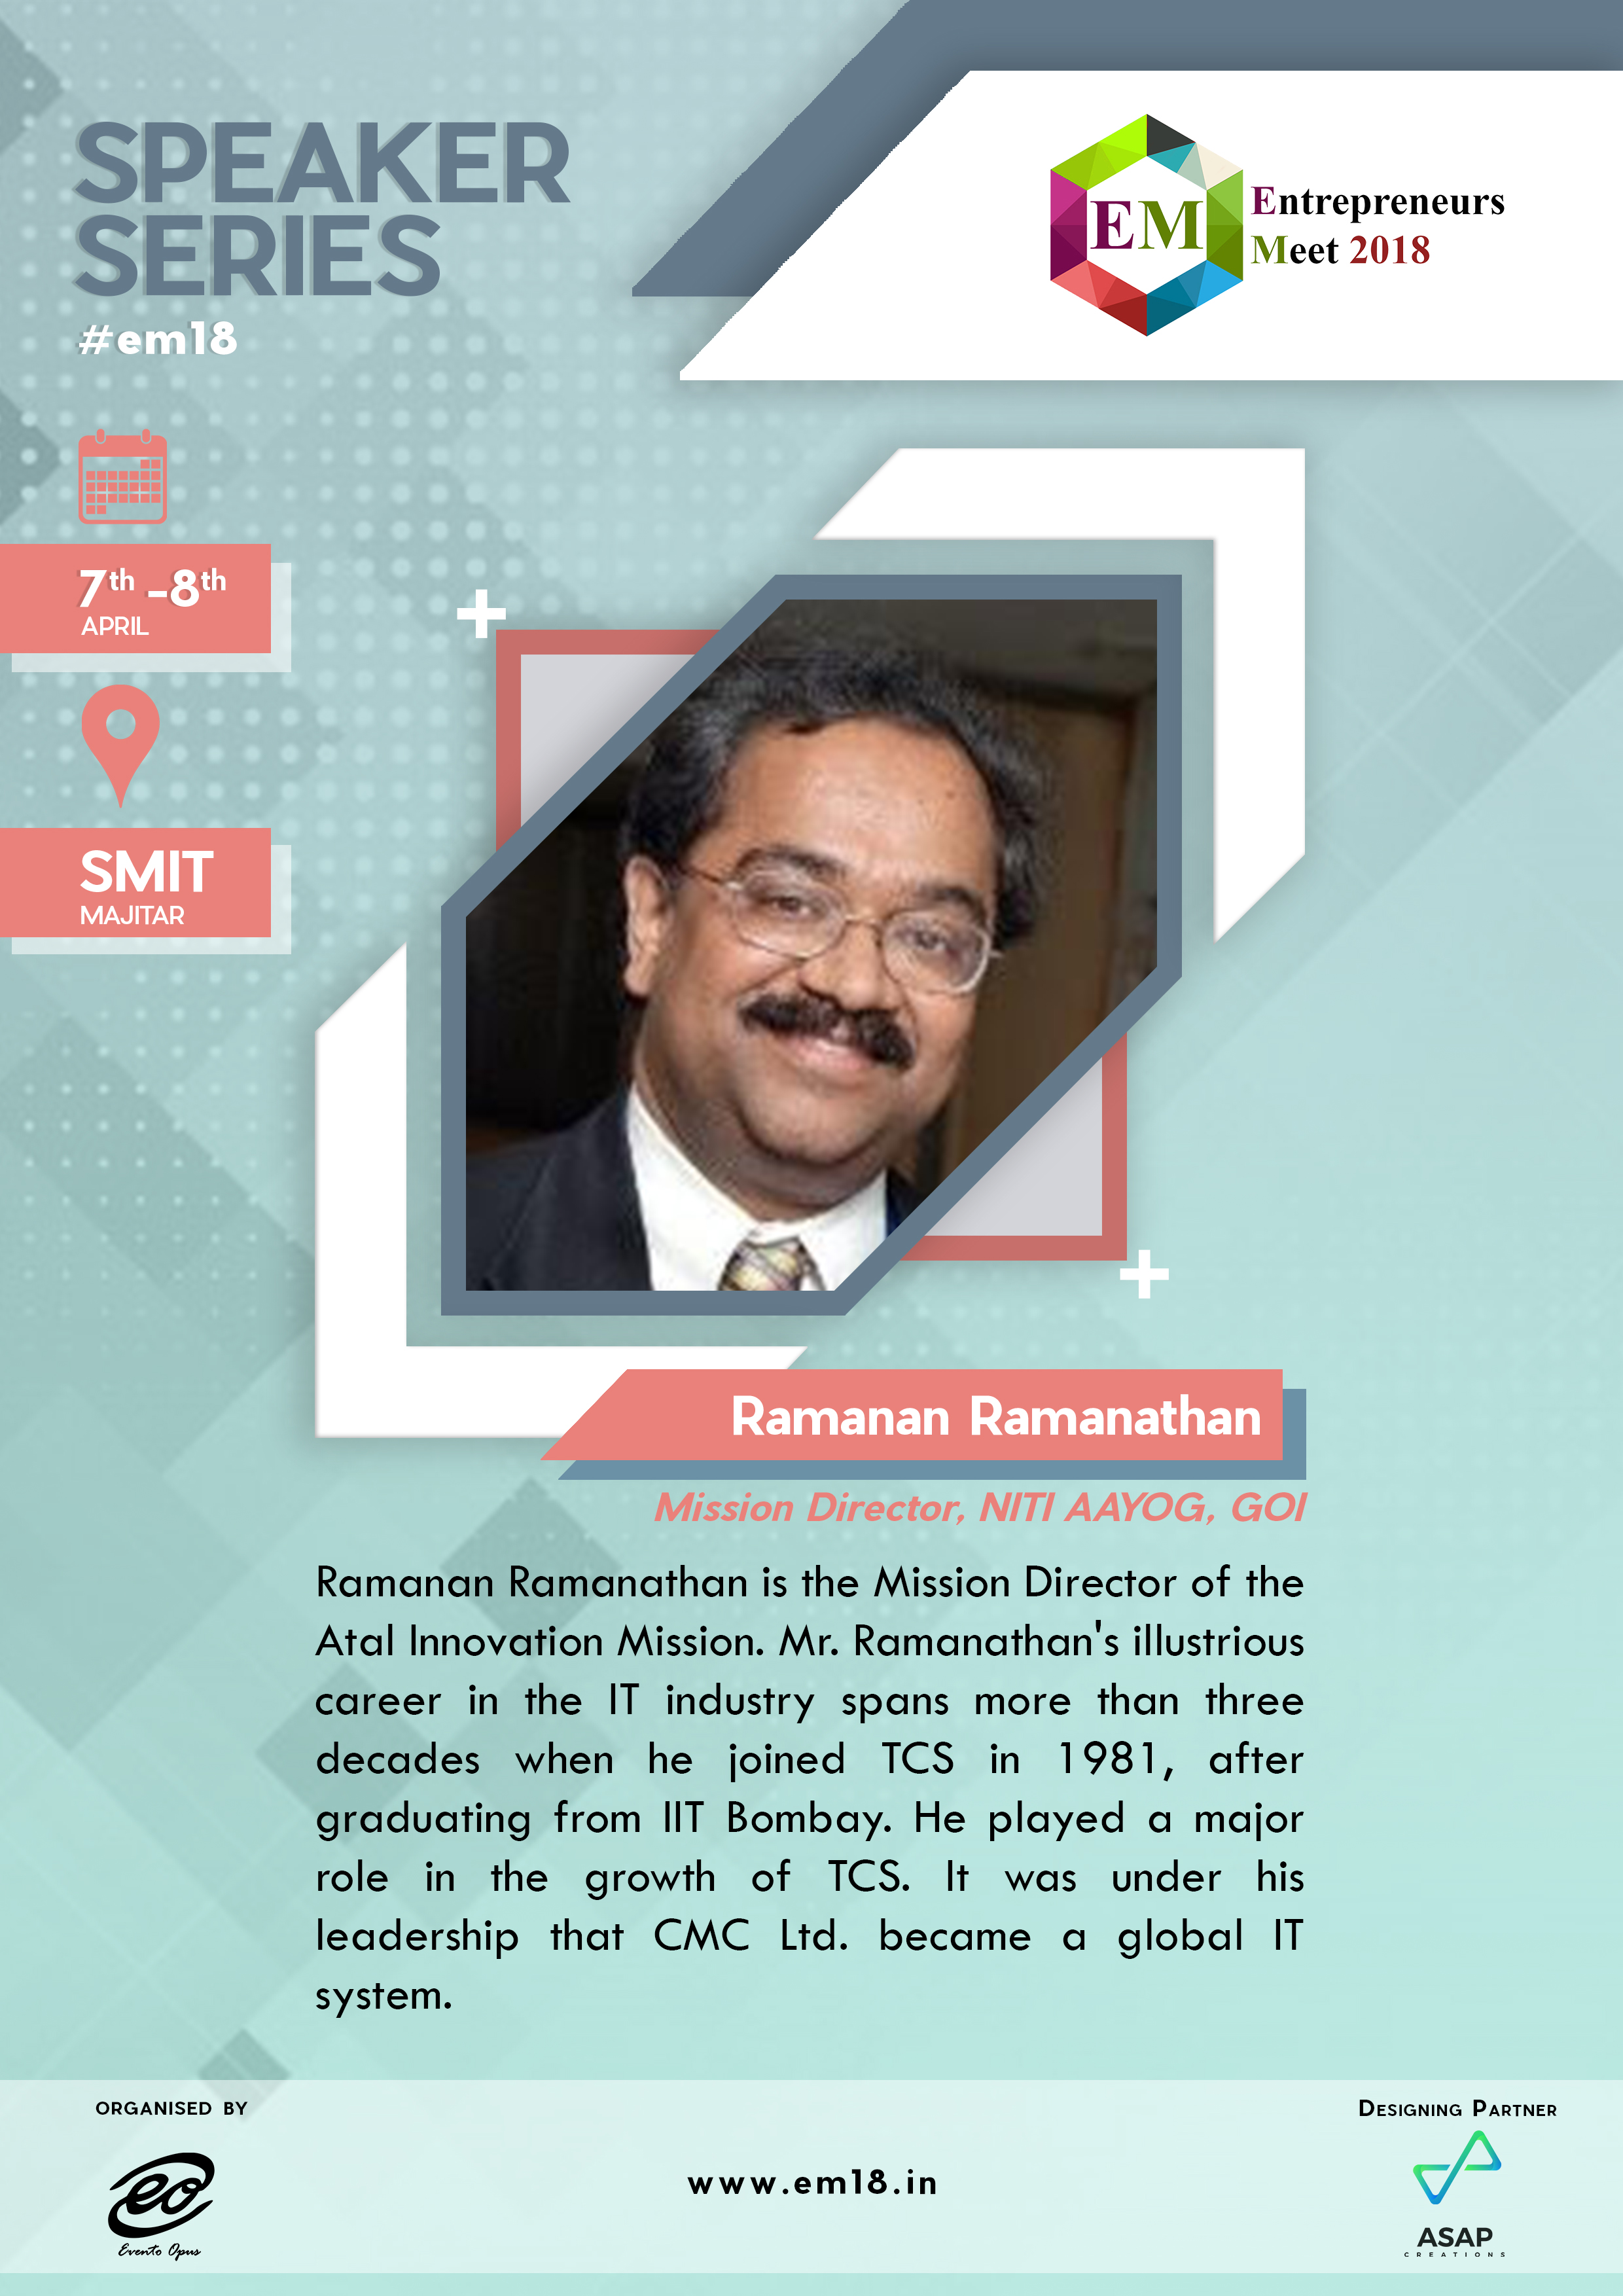 SPEAKER
SERIES
#em18
EM
Entrepreneurs
Meet 2018
7th -8th
APRIL
SMIT
MAJITAR
Ramanan Ramanathan
Mission Director, NITI AAYOG, GOI
Ramanan Ramanathan is the Mission Director of the
Atal Innovation Mission. Mr. Ramanathan's illustrious
career in the IT industry spans more than three
decades when he joined TCS in 1981, after
graduating from IIT Bombay. He played a major
role in the growth of TCS. It was under his
leadership that CMC Ltd. became a global IT
system.
ORGANISED BY
eo
Evento Opus
www.em18.in
DESIGNING PARTNER
ASAP
CREATIONS